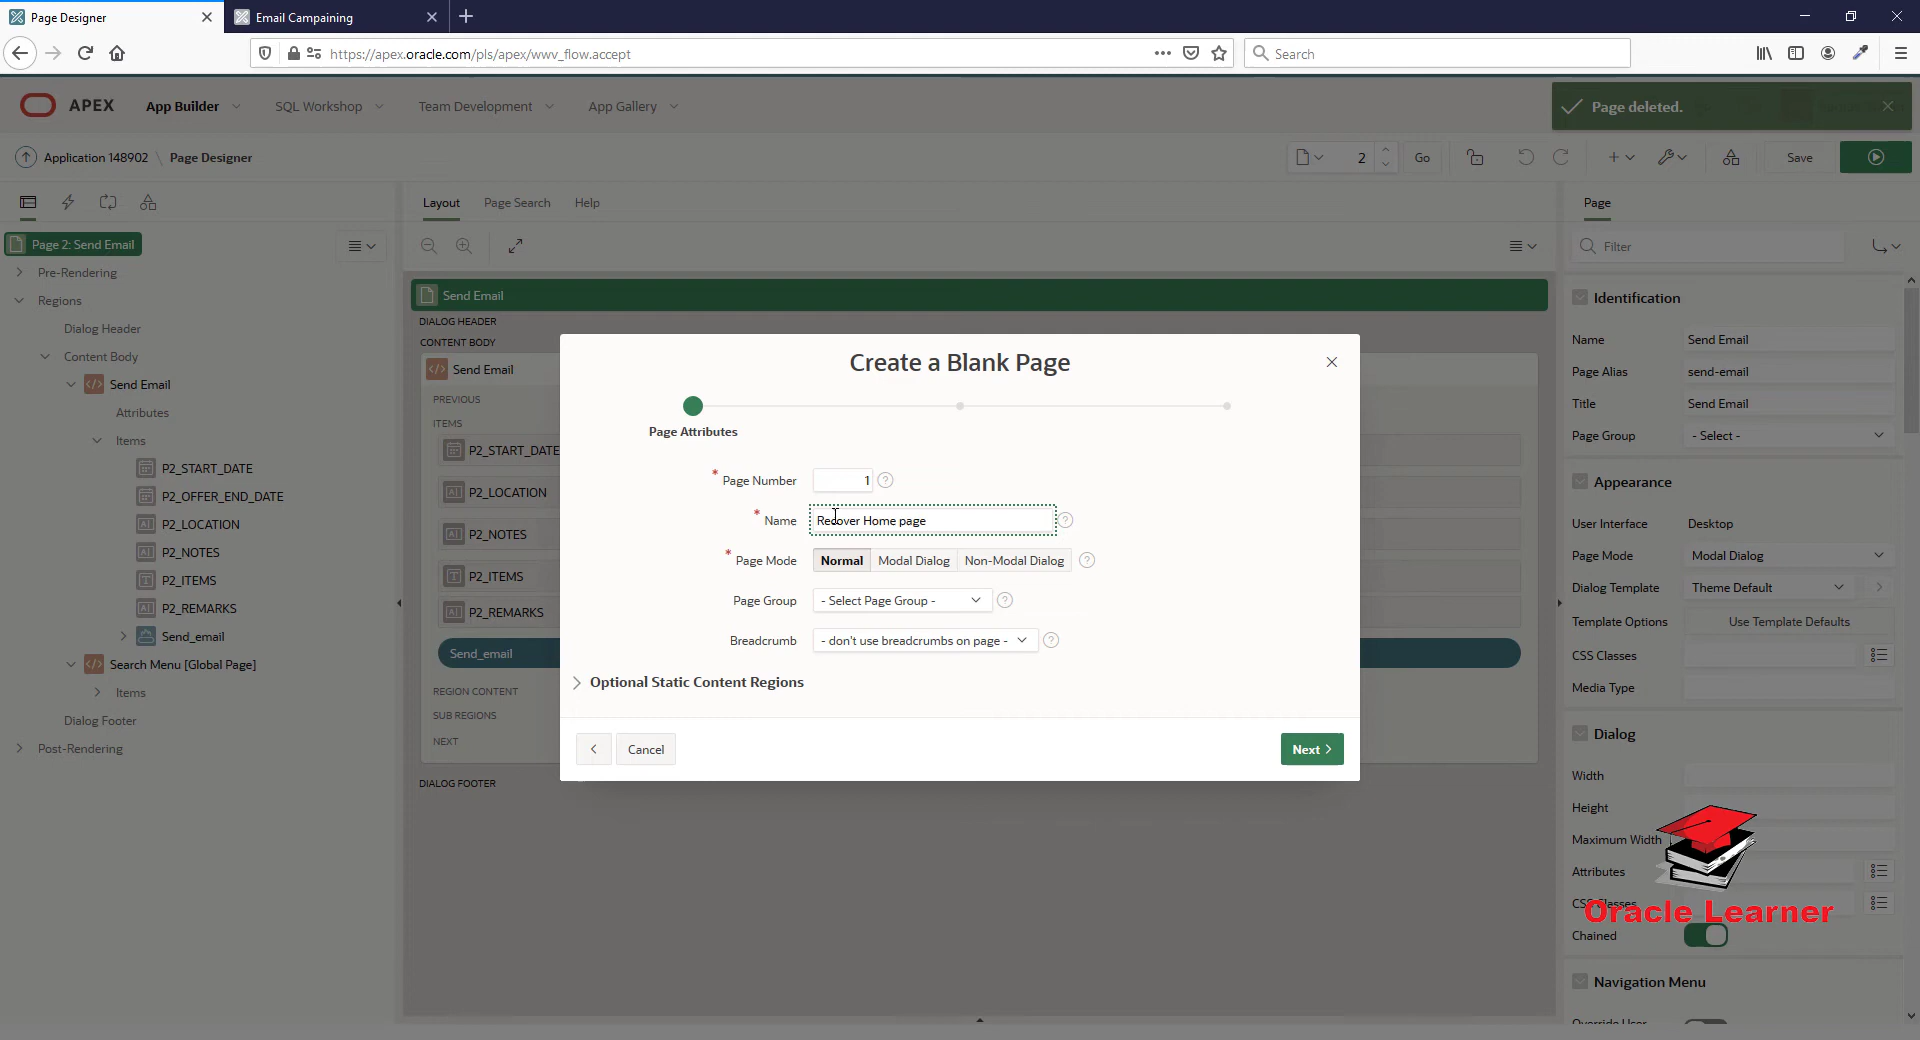 Page Designer
Email Campaining
https://apex.oracle.com/pls/apex/wwv_flow.accept
Search
APEX
App Builder
SQL Workshop
Team Development
App Gallery
Page deleted.
Application 148902 \ Page Designer
2
Go
Save
Layout
Page Search
Help
Page
Page 2: Send Email
Pre-Rendering
Regions
Dialog Header
Content Body
Send Email
Attributes
Items
P2_START_DATE
P2_OFFER_END_DATE
P2_LOCATION
P2_NOTES
P2_ITEMS
P2_REMARKS
Send_email
Search Menu [Global Page]
Items
Dialog Footer
Post-Rendering
Send Email
DIALOG HEADER
CONTENT BODY
Send Email
PREVIOUS
ITEMS
P2_START_DATE
P2_LOCATION
P2_NOTES
P2_ITEMS
P2_REMARKS
Send_email
REGION CONTENT
SUB REGIONS
NEXT
DIALOG FOOTER
Create a Blank Page
Page Attributes
* Page Number 1
* Name Recover Home page
* Page Mode Normal Modal Dialog Non-Modal Dialog
Page Group - Select Page Group -
Breadcrumb - don't use breadcrumbs on page -
Optional Static Content Regions
Cancel
Next
Filter
Identification
Name Send Email
Page Alias send-email
Title Send Email
Page Group - Select -
Appearance
User Interface Desktop
Page Mode Modal Dialog
Dialog Template Theme Default
Template Options Use Template Defaults
CSS Classes
Media Type
Dialog
Width
Height
Maximum Width
Attributes
CSS Classes
Oracle Learner
Chained
Navigation Menu